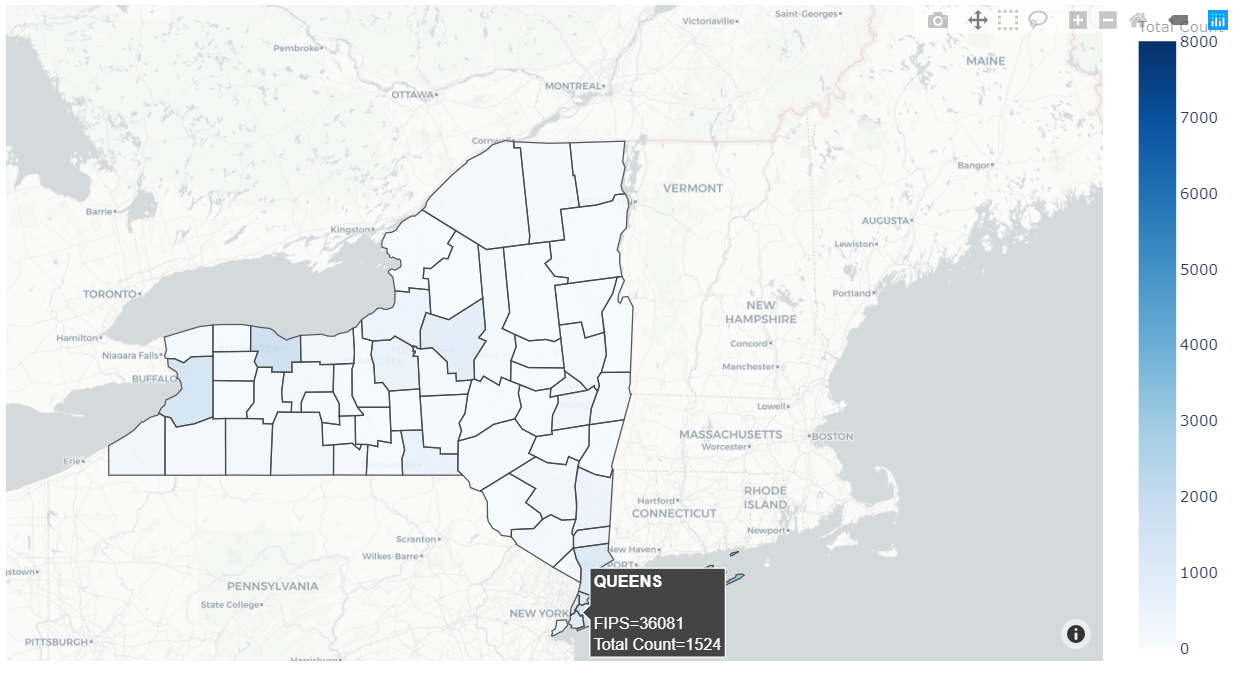 Victoriaville
Saint-Georges
Total Count
8000
Pembroke
MAINE
OTTAWA
MONTREAL
7000
Cornwall
Bangor
6000
VERMONT
Barrie
Kingston
AUGUSTA
Lewiston
5000
TORONTO
Portland
NEW
HAMPSHIRE
Hamilton
Concord
4000
Niagara Falls
Manchester
BUFFALO
Lowell
3000
MASSACHUSETTS
BOSTON
Worcester
Erie
RHODE
ISLAND
2000
Hartford
CONNECTICUT
Newport
Scranton
New Haven
Wilkes-Barre
PORT
QUEENS
1000
PENNSYLVANIA
State College
NEW YORK
FIPS=36081
PITTSBURGH
Total Count=1524
0
Harrisburg